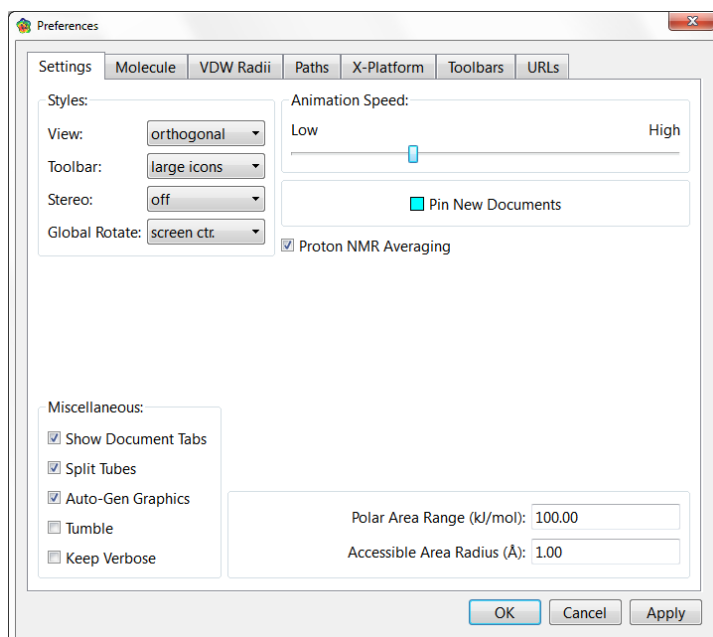 Preferences
Settings Molecule VDW Radii Paths X-Platform Toolbars URLs
Styles:
View: orthogonal
Toolbar: large icons
Stereo: off
Global Rotate: screen ctr.
Animation Speed:
Low High
Pin New Documents
Proton NMR Averaging
Miscellaneous:
Show Document Tabs
Split Tubes
Auto-Gen Graphics
Tumble
Keep Verbose
Polar Area Range (kJ/mol): 100.00
Accessible Area Radius (Å): 1.00
OK Cancel Apply